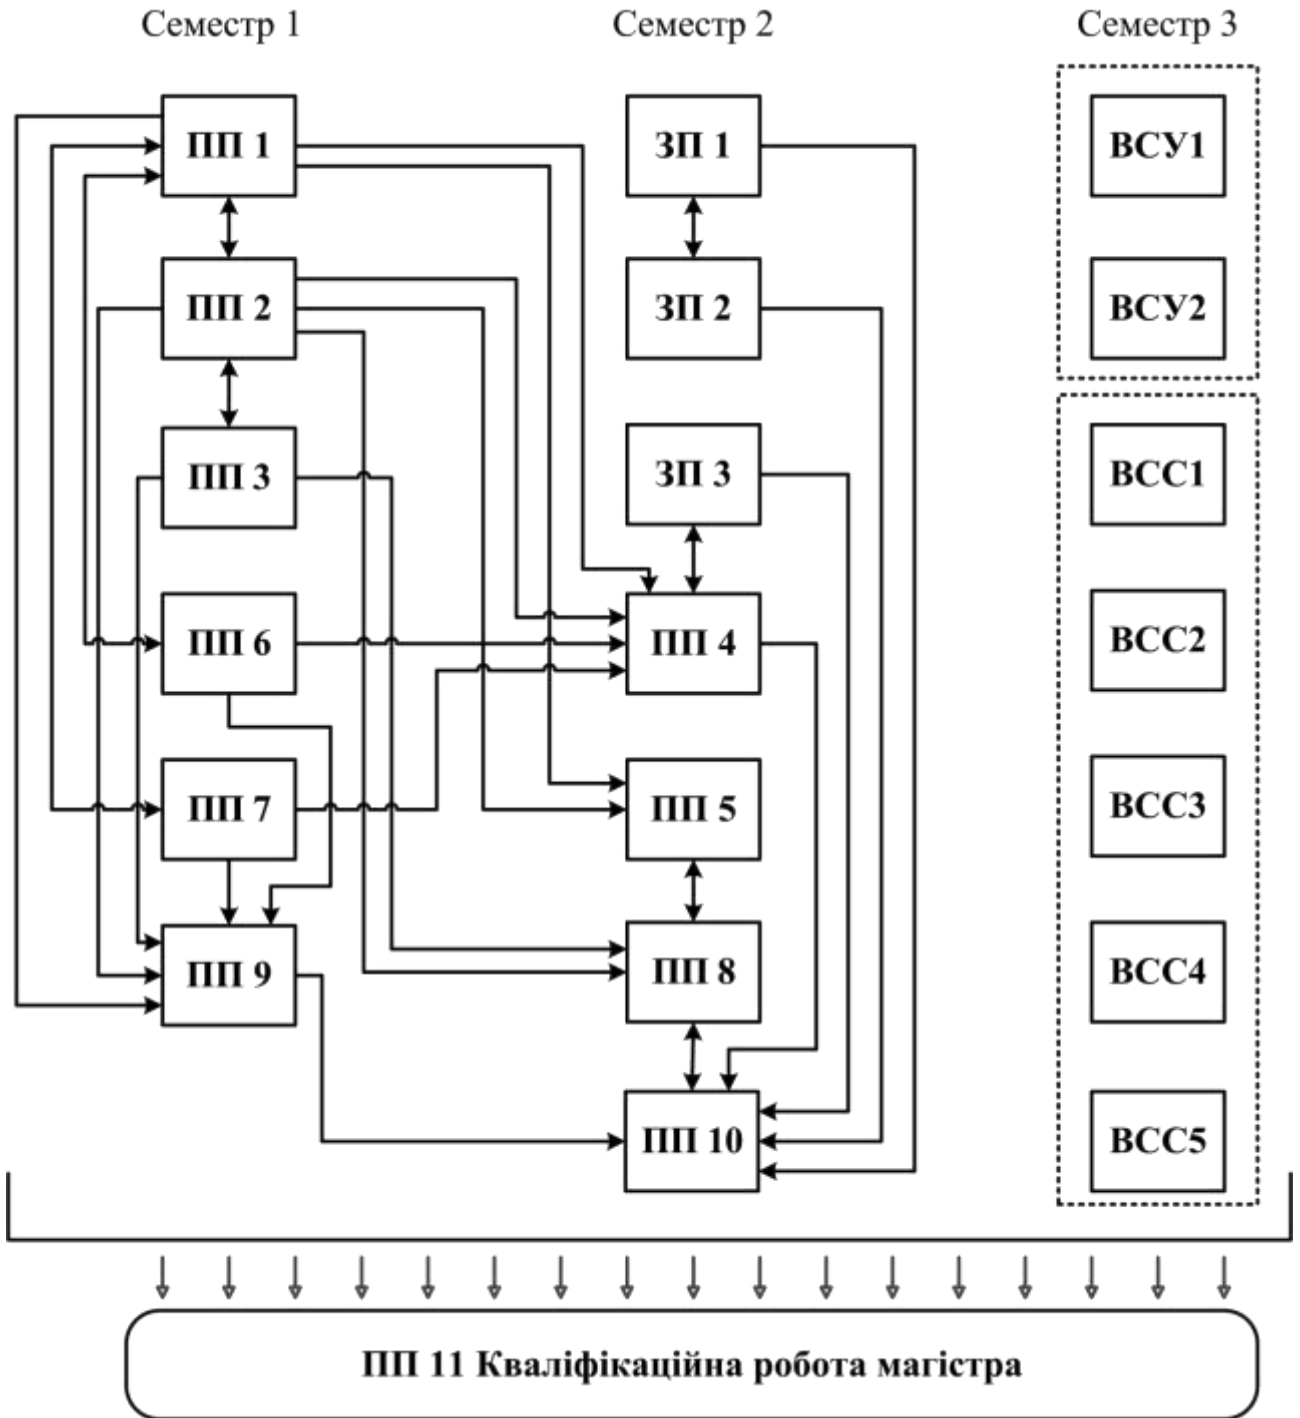 Семестр 1
Семестр 2
Семестр 3
ПП 1
ЗП 1
ВСУ1
ПП 2
ЗП 2
ВСУ2
ПП 3
ЗП 3
ВСС1
ПП 6
ПП 4
ВСС2
ПП 7
ПП 5
ВСС3
ПП 9
ПП 8
ВСС4
ПП 10
ВСС5
ПП 11 Кваліфікаційна робота магістра